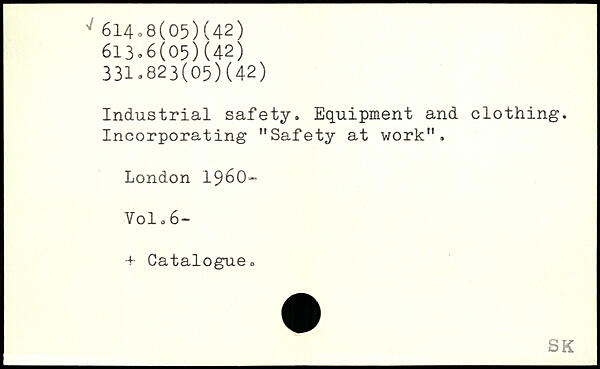 ✓ 614.8(05)(42)
613.6(05)(42)
331.823(05)(42)
Industrial safety. Equipment and clothing.
Incorporating "Safety at work".
London 1960-
Vol.6-
+ Catalogue.
SK